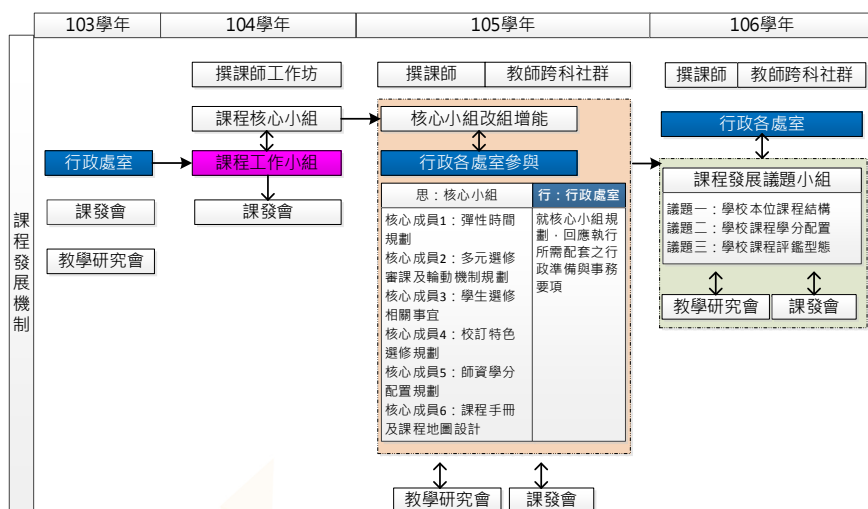 103學年
104學年
105學年
106學年
課程發展機制
行政處室
課發會
教學研究會
撰課師工作坊
課程核心小組
課程工作小組
課發會
撰課師
教師跨科社群
核心小組改組增能
行政各處室參與
思：核心小組
核心成員1：彈性時間
規劃
核心成員2：多元選修
審課及輪動機制規劃
核心成員3：學生選修
相關事宜
核心成員4：校訂特色
選修規劃
核心成員5：師資學分
配置規劃
核心成員6：課程手冊
及課程地圖設計
行：行政處室
就核心小組規
劃，回應執行
所需配套之行
政準備與事務
要項
教學研究會
課發會
撰課師
教師跨科社群
行政各處室
課程發展議題小組
議題一：學校本位課程結構
議題二：學校課程學分配置
議題三：學校課程評鑑型態
教學研究會
課發會